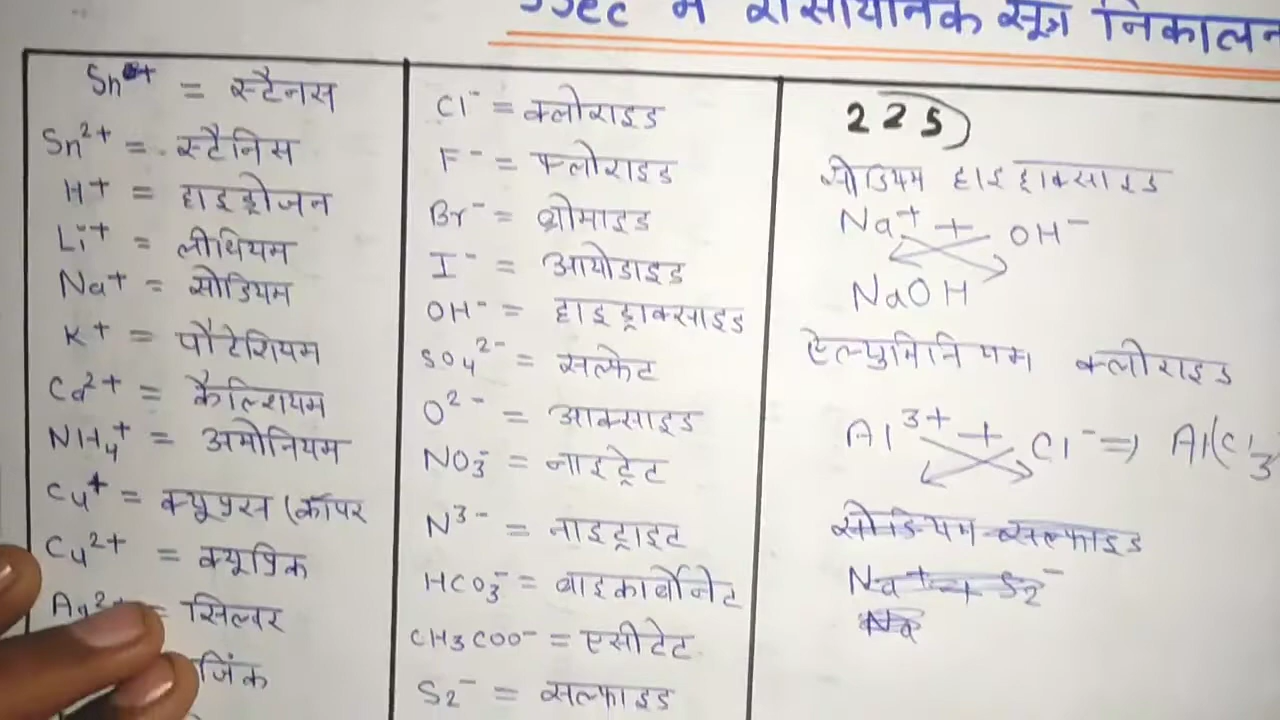 में रासायनिक सूत्र निकालन
= स्टैनस
Sn²⁺ = स्टैनिस
H⁺ = हाइड्रोजन
Li⁺ = लीथियम
Na⁺ = सोडियम
K⁺ = पौटेशियम
Ca²⁺ = कैल्शियम
NH₄⁺ = अमोनियम
Cu⁺ = क्यूप्रस (कॉपर
Cu²⁺ = क्यूप्रिक
= सिल्वर
जिंक
Cl⁻ = क्लोराइड
F⁻ = फ्लोराइड
Br⁻ = ब्रोमाइड
I⁻ = आयोडाइड
OH⁻ = हाइड्राक्साइड
SO₄²⁻ = सल्फेट
O²⁻ = आक्साइड
NO₃⁻ = नाइट्रेट
N³⁻ = नाइट्राइट
HCO₃⁻ = बाइकार्बोनेट
CH₃COO⁻ = एसीटेट
S₂⁻ = सल्फाइड
225)
सोडियम हाइड्राक्साइड
Na⁺ + OH⁻
NaOH
ऐल्युमिनियम क्लोराइड
Al³⁺ + Cl⁻ ⇒ AlCl₃
सोडियम सल्फाइड
Na⁺ + S₂⁻
Na